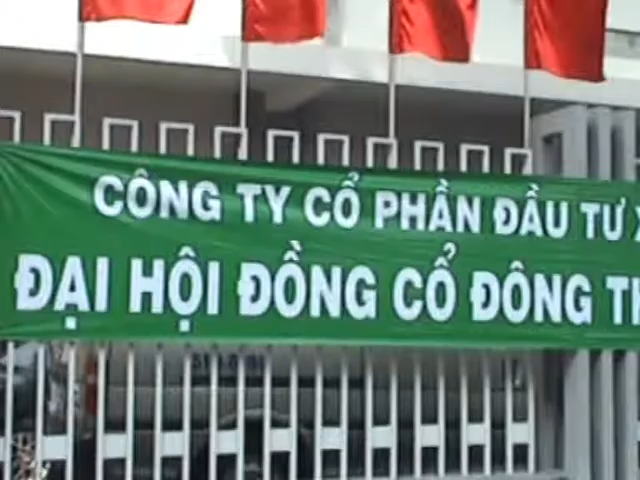 CÔNG TY CỔ PHẦN ĐẦU TƯ
ĐẠI HỘI ĐỒNG CỔ ĐÔNG